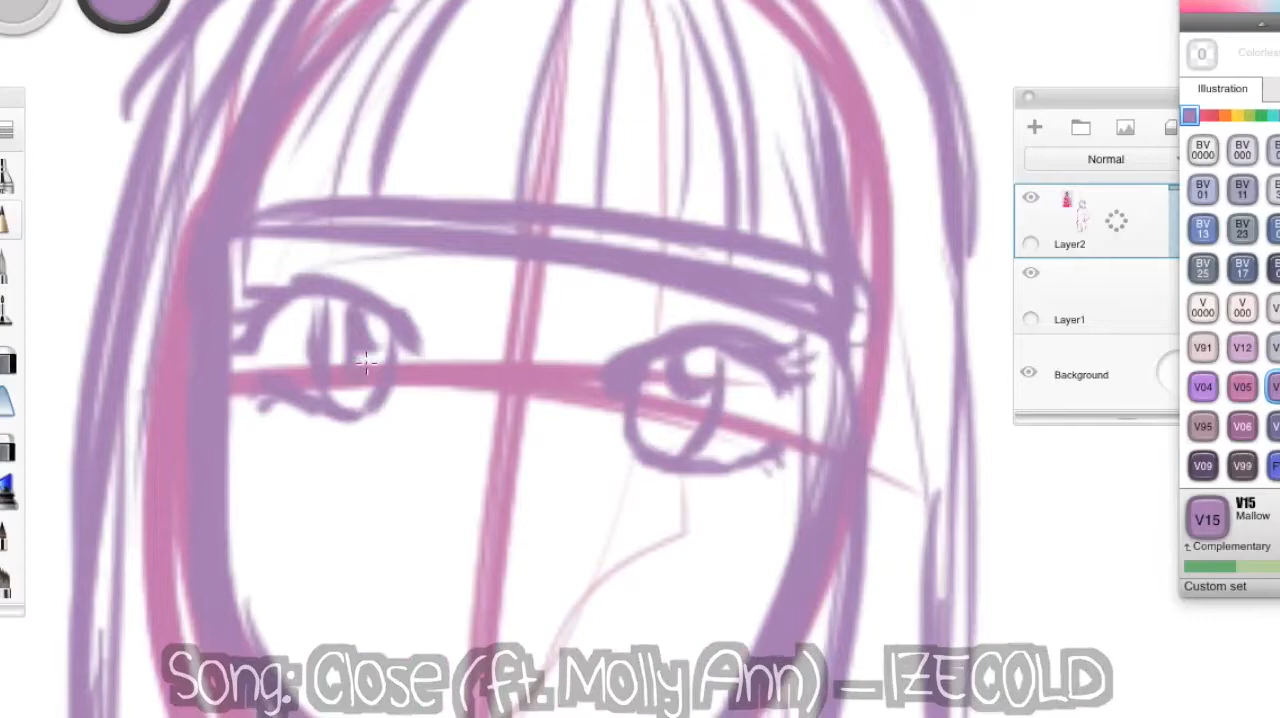 0
Colorless
Illustration
Normal
BV 0000
BV 000
BV 01
BV 11
BV 13
BV 23
BV 25
BV 17
V 0000
V 000
V91
V12
V04
V05
V95
V06
V09
V99
Layer2
Layer1
Background
V15
V15
Mallow
Complementary
Custom set
Song: Close (ft. Molly Ann) – IZECOLD